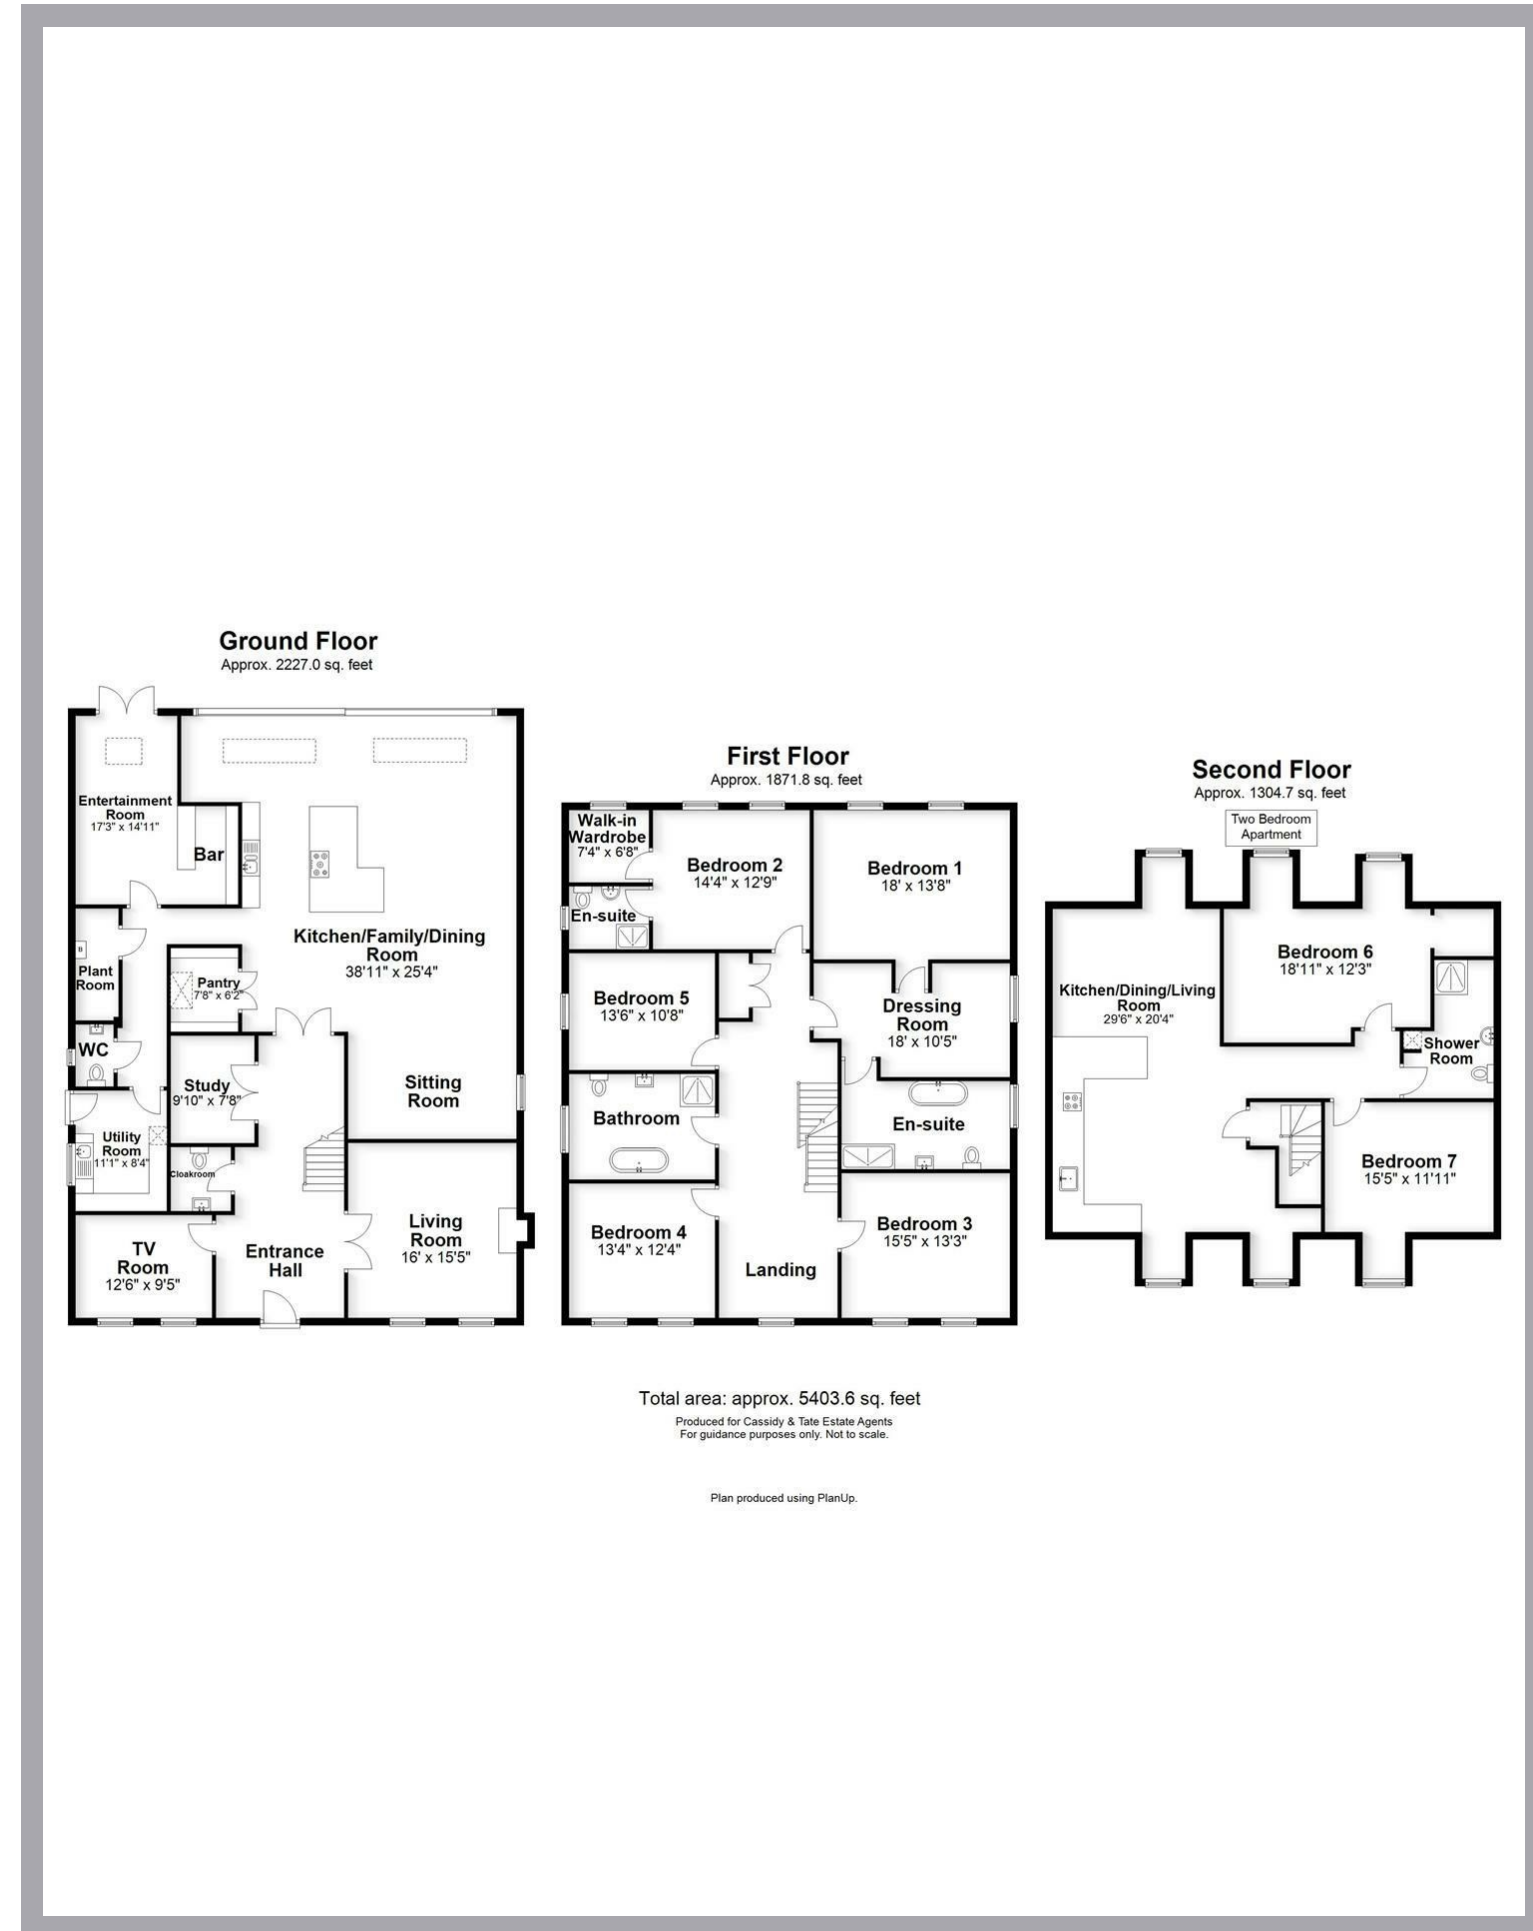 Ground Floor
Approx. 2227.0 sq. feet
Entertainment
Room
17'3" x 14'11"
Bar
Kitchen/Family/Dining
Room
38'11" x 25'4"
Plant
Room
B
Pantry
7'8" x 6'2"
WC
Study
9'10" x 7'8"
Sitting
Room
Utility
Room
11'1" x 8'4"
Cloakroom
TV
Room
12'6" x 9'5"
Entrance
Hall
Living
Room
16' x 15'5"
First Floor
Approx. 1871.8 sq. feet
Walk-in
Wardrobe
7'4" x 6'8"
Bedroom 2
14'4" x 12'9"
Bedroom 1
18' x 13'8"
En-suite
Bedroom 5
13'6" x 10'8"
Dressing
Room
18' x 10'5"
Bathroom
En-suite
Bedroom 4
13'4" x 12'4"
Bedroom 3
15'5" x 13'3"
Landing
Second Floor
Approx. 1304.7 sq. feet
Two Bedroom
Apartment
Kitchen/Dining/Living
Room
29'6" x 20'4"
Bedroom 6
18'11" x 12'3"
Shower
Room
Bedroom 7
15'5" x 11'11"
Total area: approx. 5403.6 sq. feet
Produced for Cassidy & Tate Estate Agents
For guidance purposes only. Not to scale.
Plan produced using PlanUp.